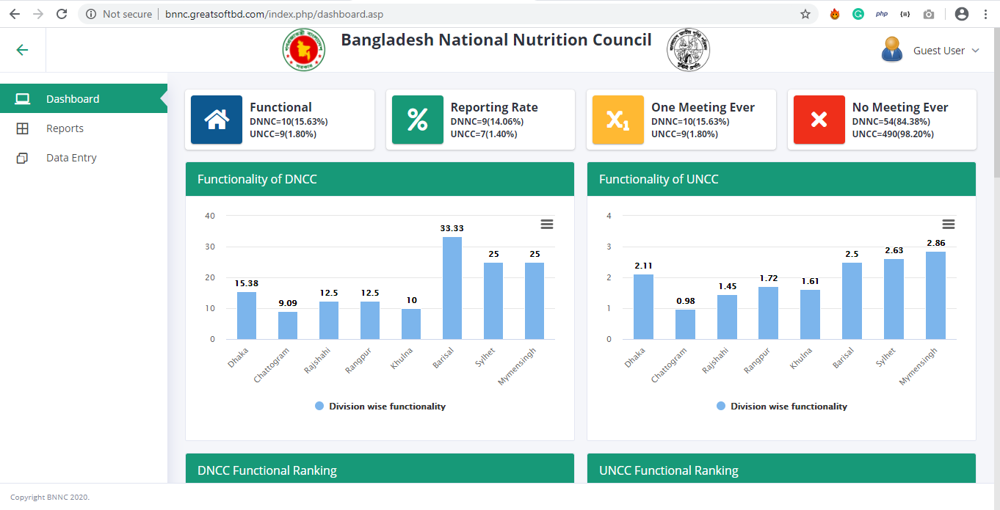 Not secure | bnnc.greatsoftbd.com/index.php/dashboard.asp
php
Bangladesh National Nutrition Council
Guest User
Dashboard
Reports
Data Entry
Functional
DNNC=10(15.63%)
UNCC=9(1.80%)
%
Reporting Rate
DNNC=9(14.06%)
UNCC=7(1.40%)
X1
One Meeting Ever
DNNC=10(15.63%)
UNCC=9(1.80%)
No Meeting Ever
DNNC=54(84.38%)
UNCC=490(98.20%)
Functionality of DNCC
40
30
20
10
0
15.38
9.09
12.5
12.5
10
33.33
25
25
Dhaka
Chattogram
Rajshahi
Rangpur
Khulna
Barisal
Sylhet
Mymensingh
Division wise functionality
Functionality of UNCC
4
3
2
1
0
2.11
0.98
1.45
1.72
1.61
2.5
2.63
2.86
Dhaka
Chattogram
Rajshahi
Rangpur
Khulna
Barisal
Sylhet
Mymensingh
Division wise functionality
DNCC Functional Ranking
UNCC Functional Ranking
Copyright BNNC 2020.